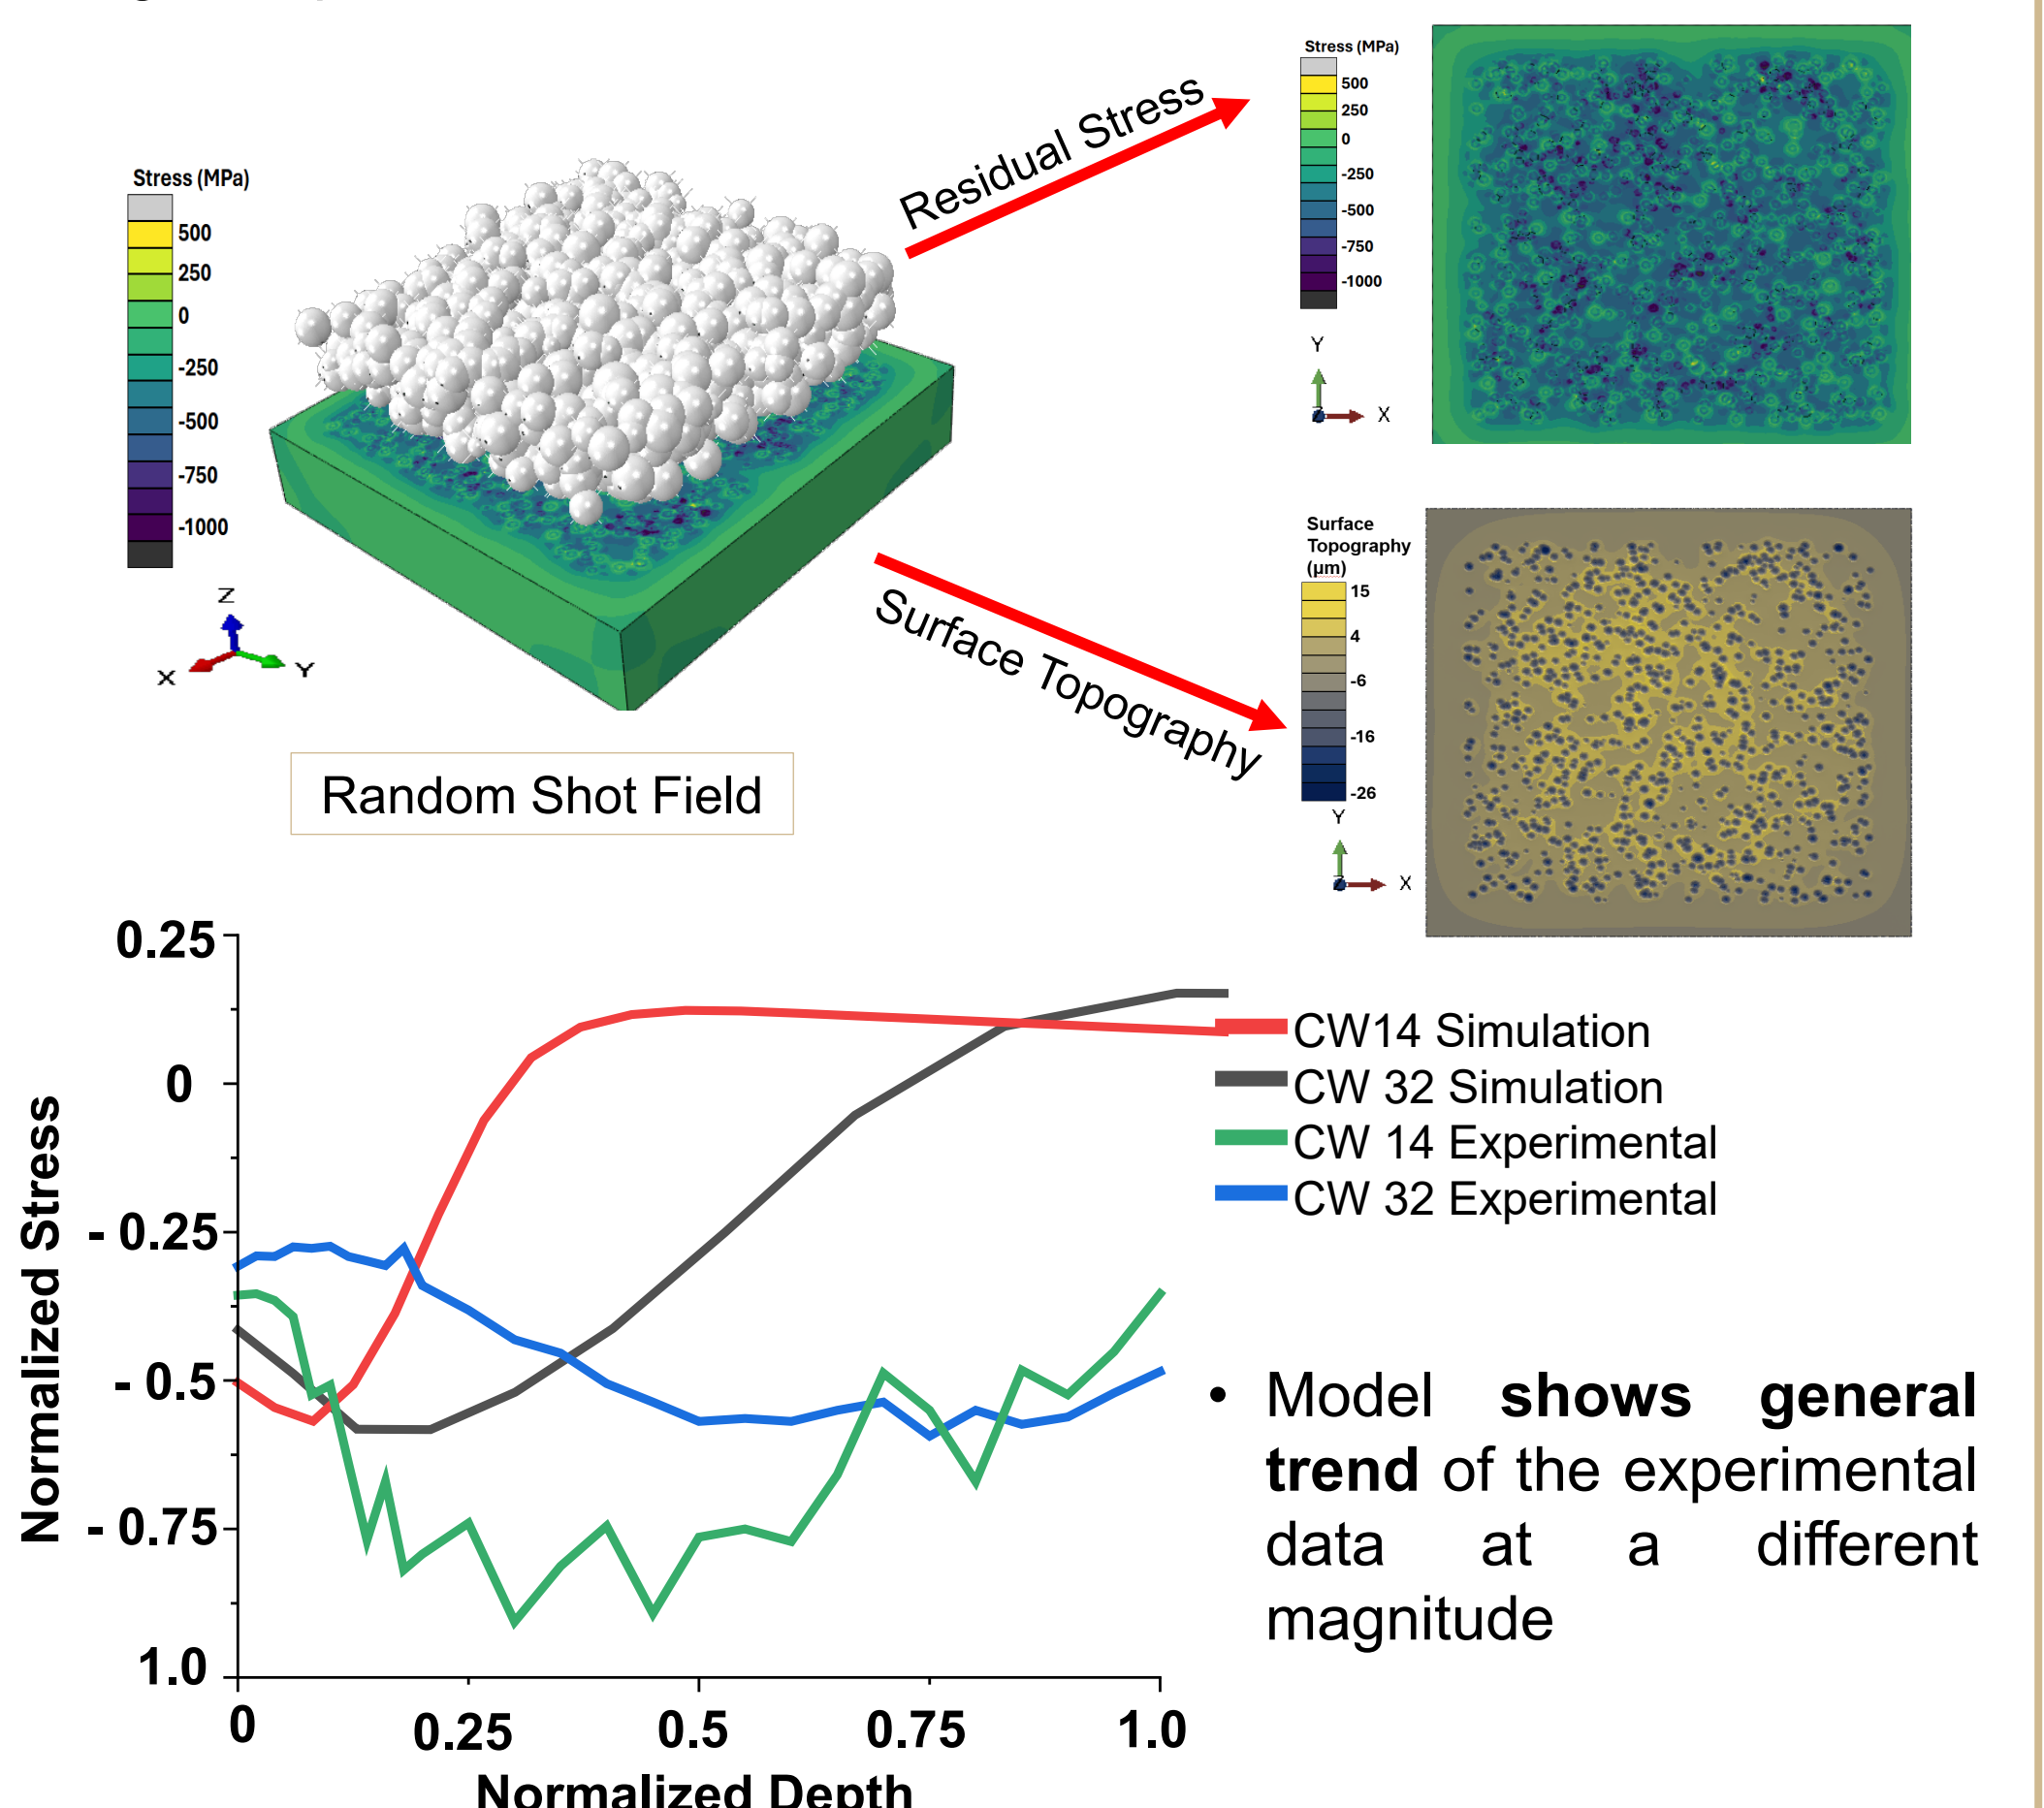 Stress (MPa)
500
250
0
-250
-500
-750
-1000
Z
X
Y
Random Shot Field
Residual Stress
Surface Topography
Stress (MPa)
500
250
0
-250
-500
-750
-1000
Y
Z
X
Surface
Topography
(µm)
15
4
-6
-16
-26
Y
Z
X
Normalized Stress
0.25
0
- 0.25
- 0.5
- 0.75
1.0
0
0.25
0.5
0.75
1.0
Normalized Depth
CW14 Simulation
CW 32 Simulation
CW 14 Experimental
CW 32 Experimental
• Model shows general
trend of the experimental
data at a different
magnitude